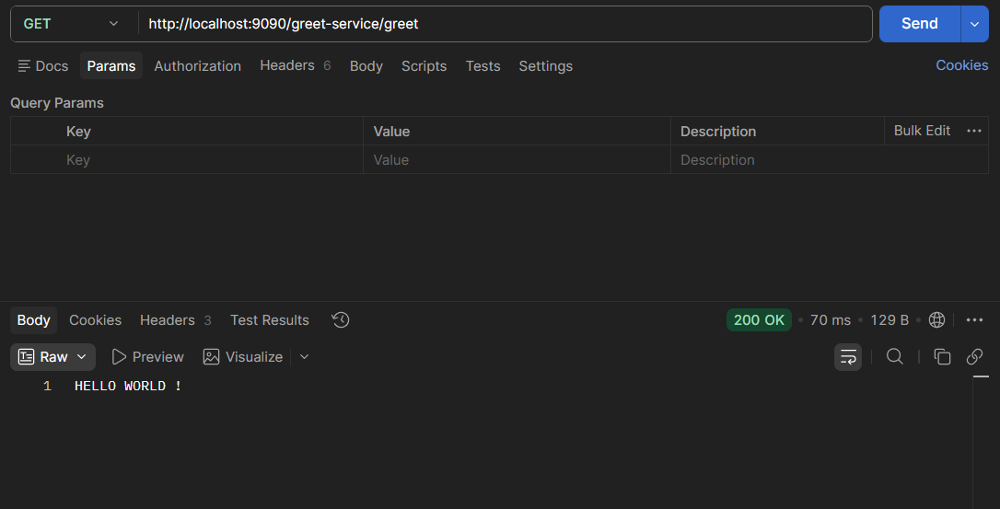 GET http://localhost:9090/greet-service/greet Send
Docs Params Authorization Headers 6 Body Scripts Tests Settings Cookies
Query Params
Key Value Description Bulk Edit
Key Value Description
Body Cookies Headers 3 Test Results 200 OK • 70 ms • 129 B •
Raw Preview Visualize
1 HELLO WORLD !